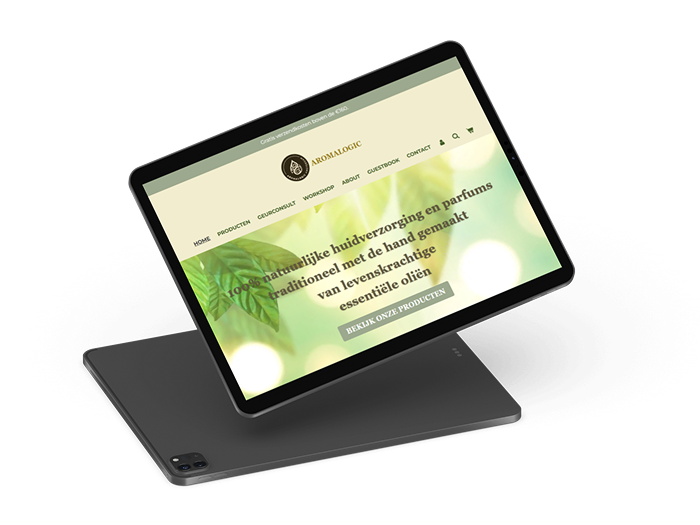 Gratis verzendkosten boven de €160.
AROMALOGIC
HOME PRODUCTEN GEURCONSULT WORKSHOP ABOUT GUESTBOOK CONTACT
100% natuurlijke huidverzorging en parfums
traditioneel met de hand gemaakt
van levenskrachtige
essentiële oliën
BEKIJK ONZE PRODUCTEN